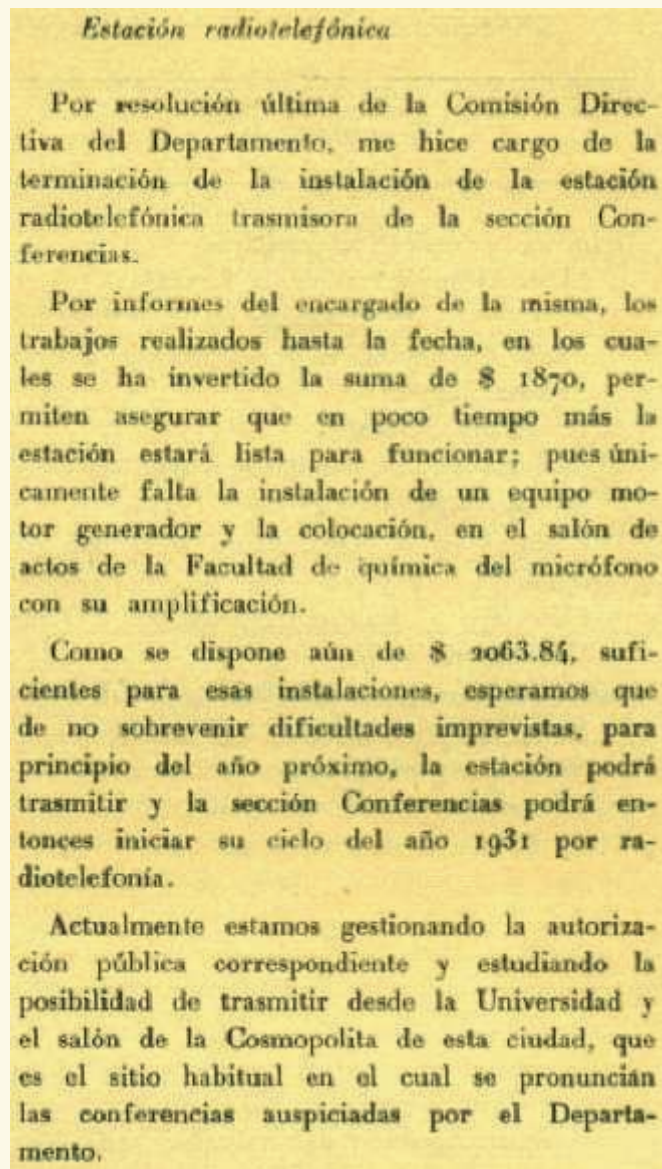 Estación radiotelefónica
Por resolución última de la Comisión Direc-
tiva del Departamento, me hice cargo de la
terminación de la instalación de la estación
radiotelefónica trasmisora de la sección Con-
ferencias.
Por informes del encargado de la misma, los
trabajos realizados hasta la fecha, en los cua-
les se ha invertido la suma de $ 1870, per-
miten asegurar que en poco tiempo más la
estación estará lista para funcionar; pues úni-
camente falta la instalación de un equipo mo-
tor generador y la colocación, en el salón de
actos de la Facultad de química del micrófono
con su amplificación.
Como se dispone aún de $ 2063.84, sufi-
cientes para esas instalaciones, esperamos que
de no sobrevenir dificultades imprevistas, para
principio del año próximo, la estación podrá
trasmitir y la sección Conferencias podrá en-
tonces iniciar su ciclo del año 1931 por ra-
diotelefonía.
Actualmente estamos gestionando la autoriza-
ción pública correspondiente y estudiando la
posibilidad de trasmitir desde la Universidad y
el salón de la Cosmopolita de esta ciudad, que
es el sitio habitual en el cual se pronuncian
las conferencias auspiciadas por el Departa-
mento.